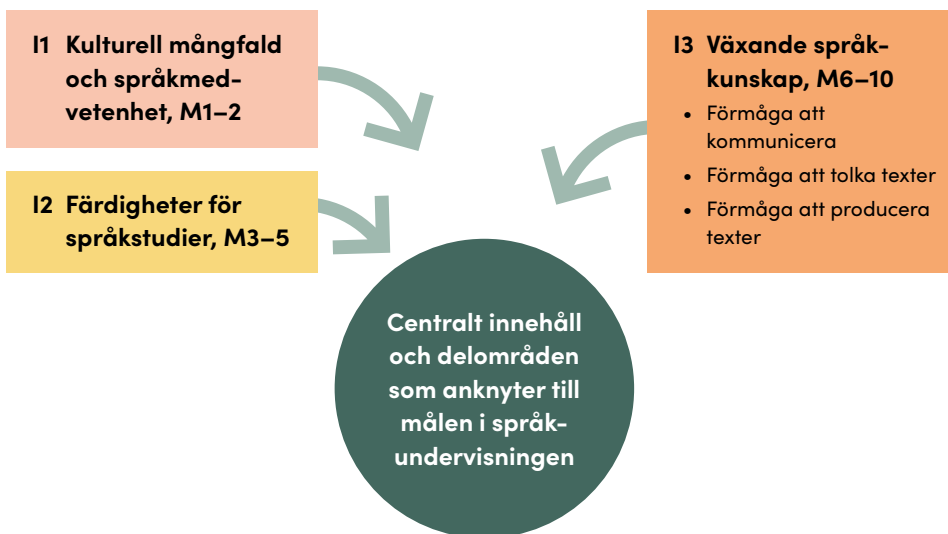 I1 Kulturell mångfald
och språkmed-
vetenhet, M1–2
I2 Färdigheter för
språkstudier, M3–5
I3 Växande språk-
kunskap, M6–10
• Förmåga att
kommunicera
• Förmåga att tolka texter
• Förmåga att producera
texter
Centralt innehåll
och delområden
som anknyter till
målen i språk-
undervisningen